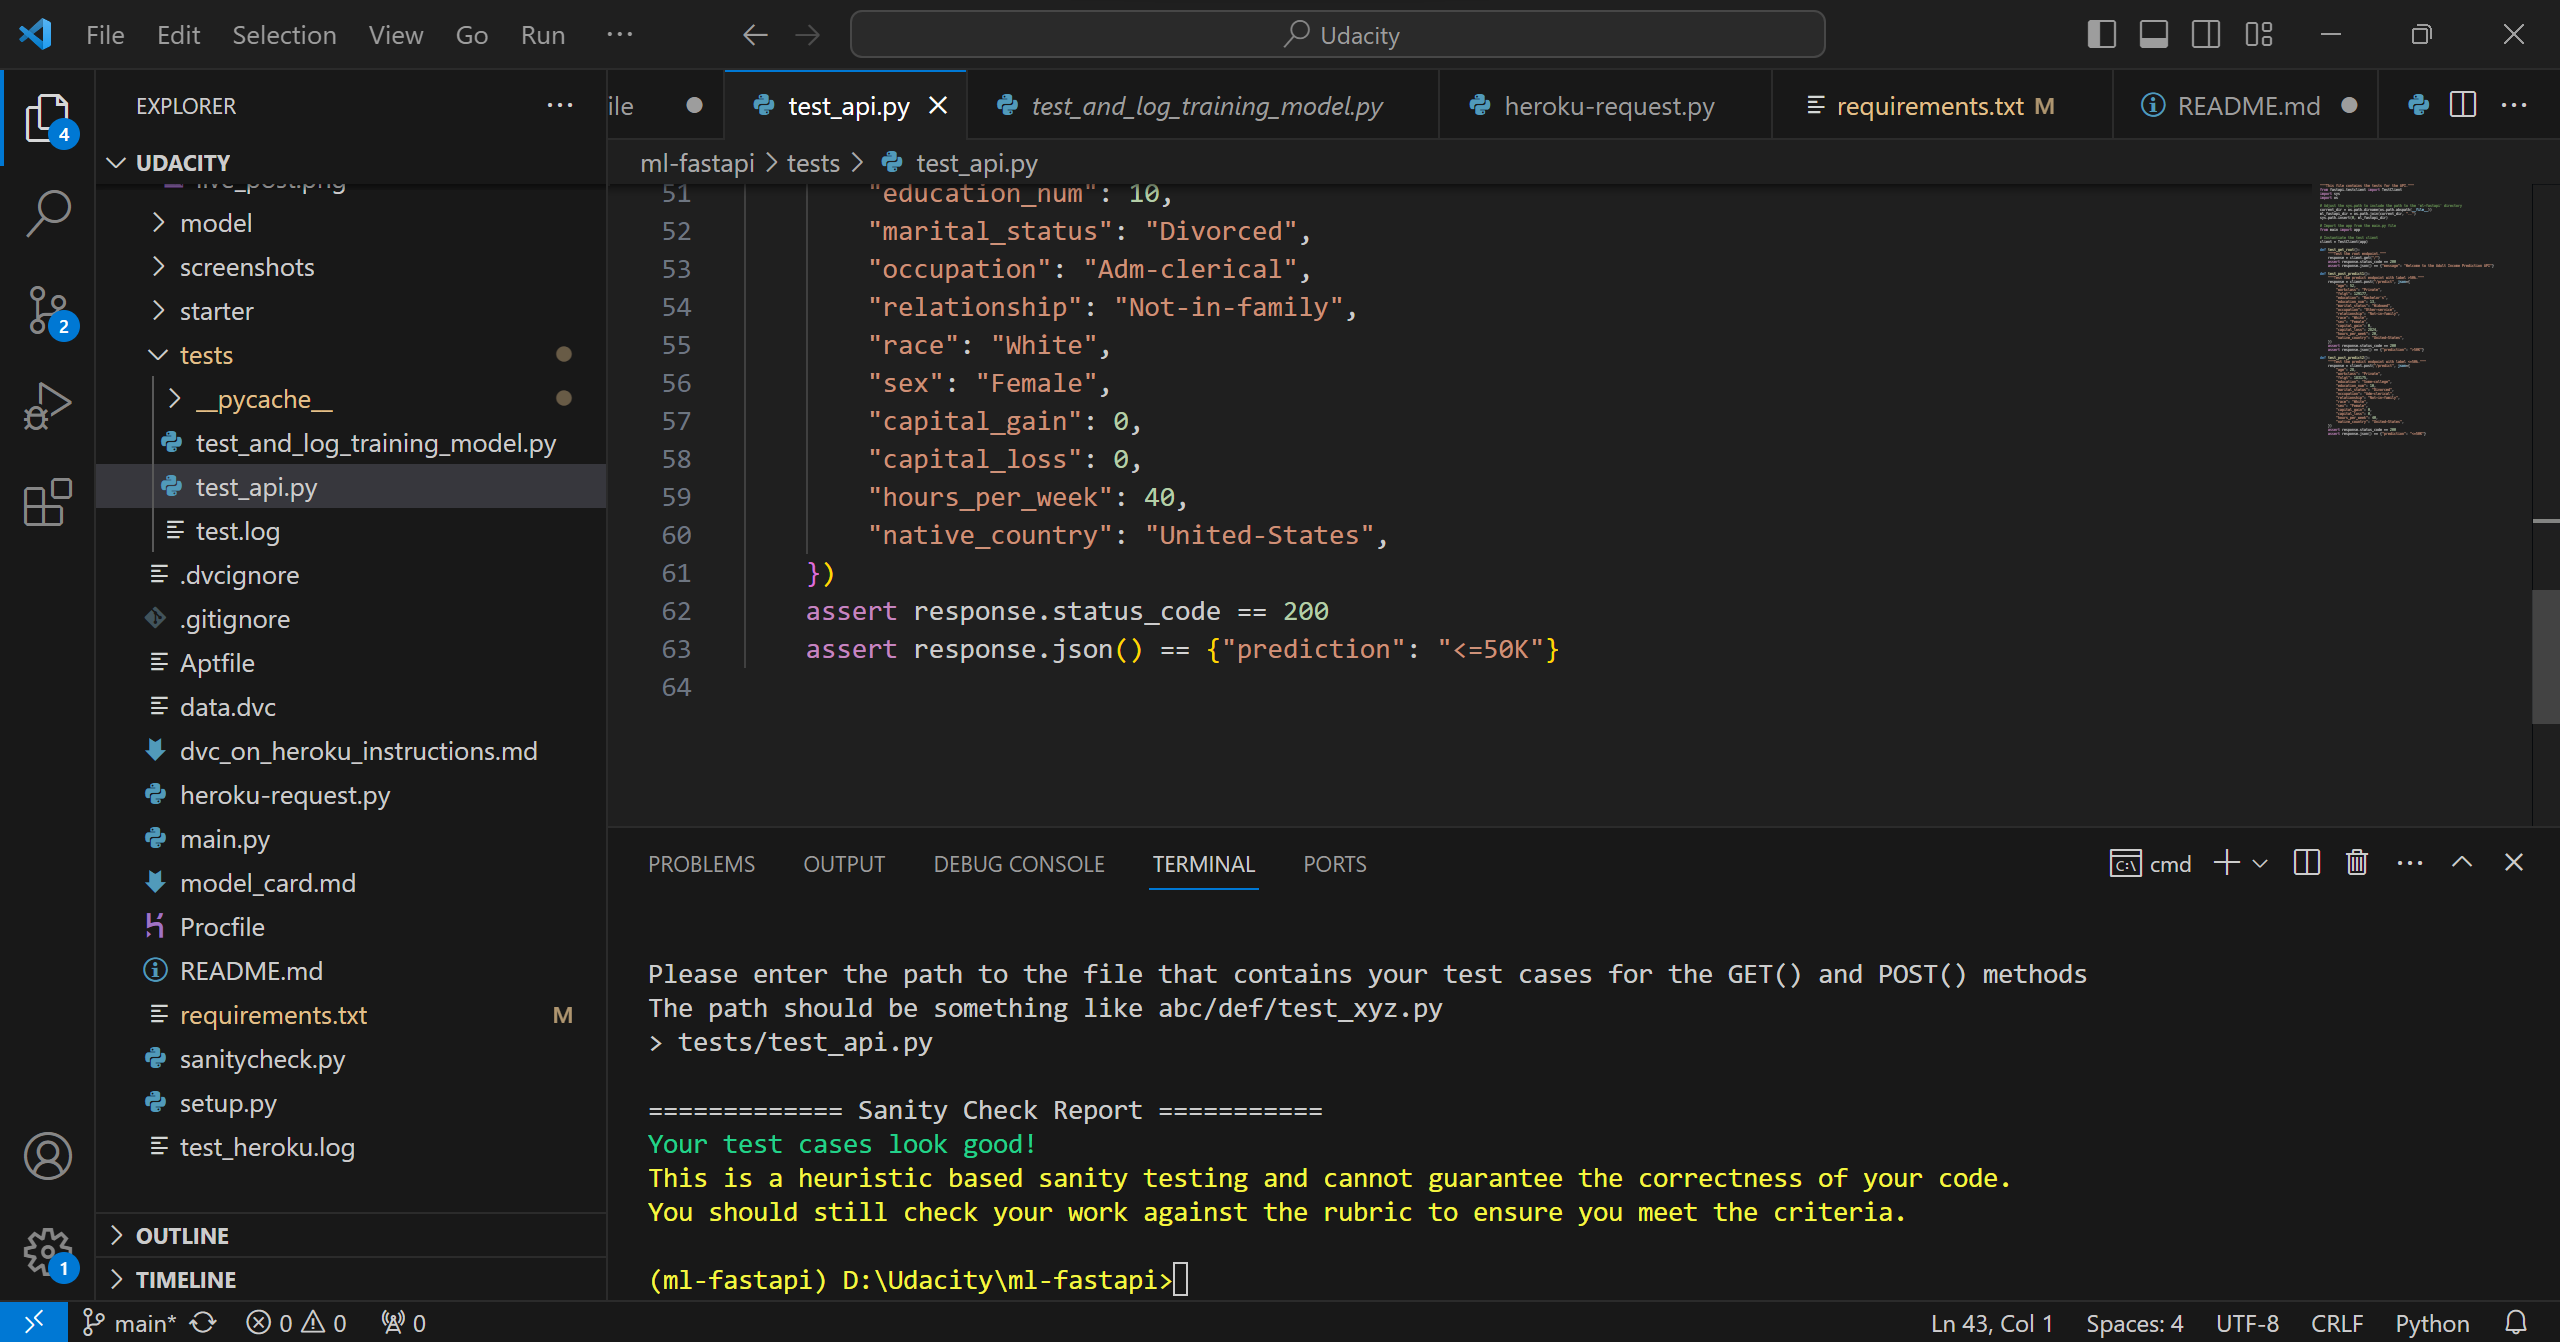 File Edit Selection View Go Run ···
Udacity
EXPLORER
ile
test_api.py
test_and_log_training_model.py
heroku-request.py
requirements.txt M
README.md
ml-fastapi > tests > test_api.py
4
2
1
UDACITY
live_post.png
model
screenshots
starter
tests
__pycache__
test_and_log_training_model.py
test_api.py
test.log
.dvcignore
.gitignore
Aptfile
data.dvc
dvc_on_heroku_instructions.md
heroku-request.py
main.py
model_card.md
Procfile
README.md
requirements.txt M
sanitycheck.py
setup.py
test_heroku.log
OUTLINE
TIMELINE
51 "education_num": 10,
52 "marital_status": "Divorced",
53 "occupation": "Adm-clerical",
54 "relationship": "Not-in-family",
55 "race": "White",
56 "sex": "Female",
57 "capital_gain": 0,
58 "capital_loss": 0,
59 "hours_per_week": 40,
60 "native_country": "United-States",
61 })
62 assert response.status_code == 200
63 assert response.json() == {"prediction": "<=50K"}
64
PROBLEMS OUTPUT DEBUG CONSOLE TERMINAL PORTS
cmd
Please enter the path to the file that contains your test cases for the GET() and POST() methods
The path should be something like abc/def/test_xyz.py
> tests/test_api.py
============= Sanity Check Report ===========
Your test cases look good!
This is a heuristic based sanity testing and cannot guarantee the correctness of your code.
You should still check your work against the rubric to ensure you meet the criteria.
(ml-fastapi) D:\Udacity\ml-fastapi>
main* 0 0 0
Ln 43, Col 1 Spaces: 4 UTF-8 CRLF Python